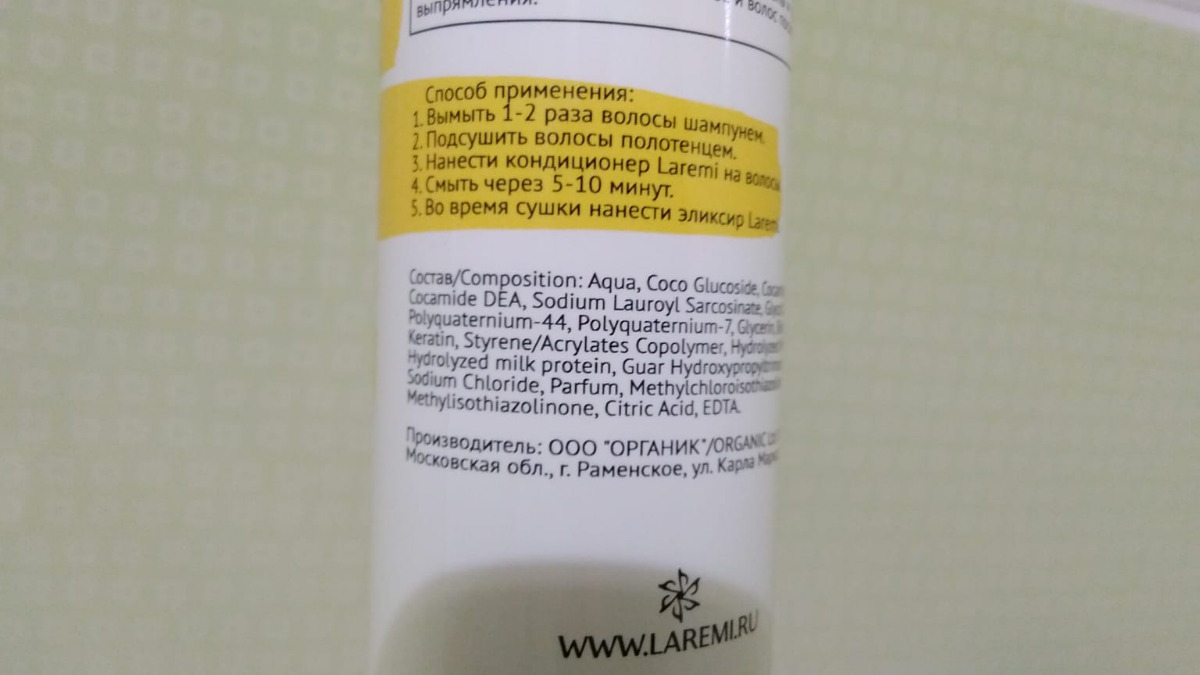 выпрямления.
и волос
Способ применения:
1. Вымыть 1-2 раза волосы шампунем.
2. Подсушить волосы полотенцем.
3. Нанести кондиционер Laremi на волосы
4. Смыть через 5-10 минут.
5. Во время сушки нанести эликсир Laremi
Состав/Composition: Aqua, Coco Glucoside,
Cocamide DEA, Sodium Lauroyl Sarcosinate,
Polyquaternium-44, Polyquaternium-7, Glycerin,
Keratin, Styrene/Acrylates Copolymer, Hydrolyzed
Hydrolyzed milk protein, Guar
Sodium Chloride, Parfum,
Methylisothiazolinone, Citric Acid, EDTA.
Производитель: ООО "ОРГАНИК"/ORGANIC
Московская обл., г. Раменское, ул. Карла
WWW.LAREMI.RU